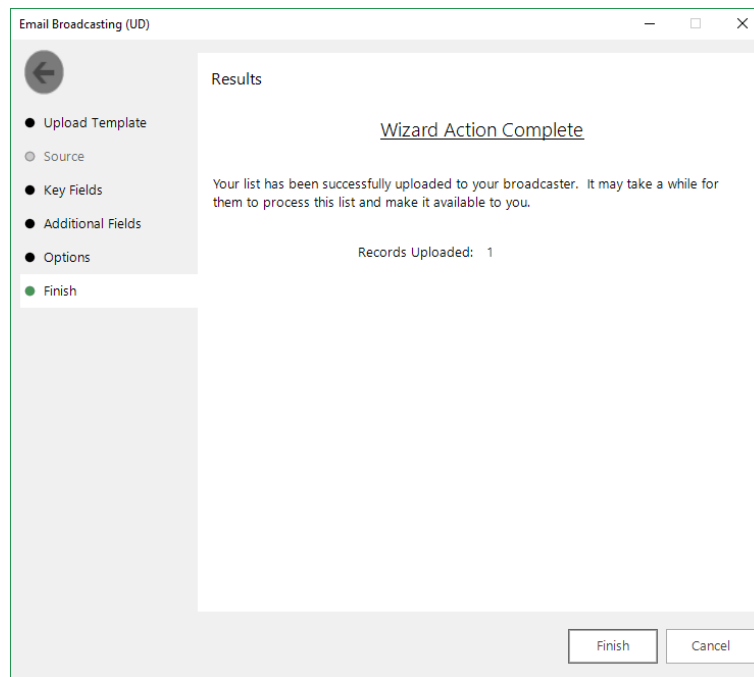 Email Broadcasting (UD)
Results
Upload Template
Source
Key Fields
Additional Fields
Options
Finish
Wizard Action Complete
Your list has been successfully uploaded to your broadcaster.  It may take a while for
them to process this list and make it available to you.
Records Uploaded:  1
Finish
Cancel